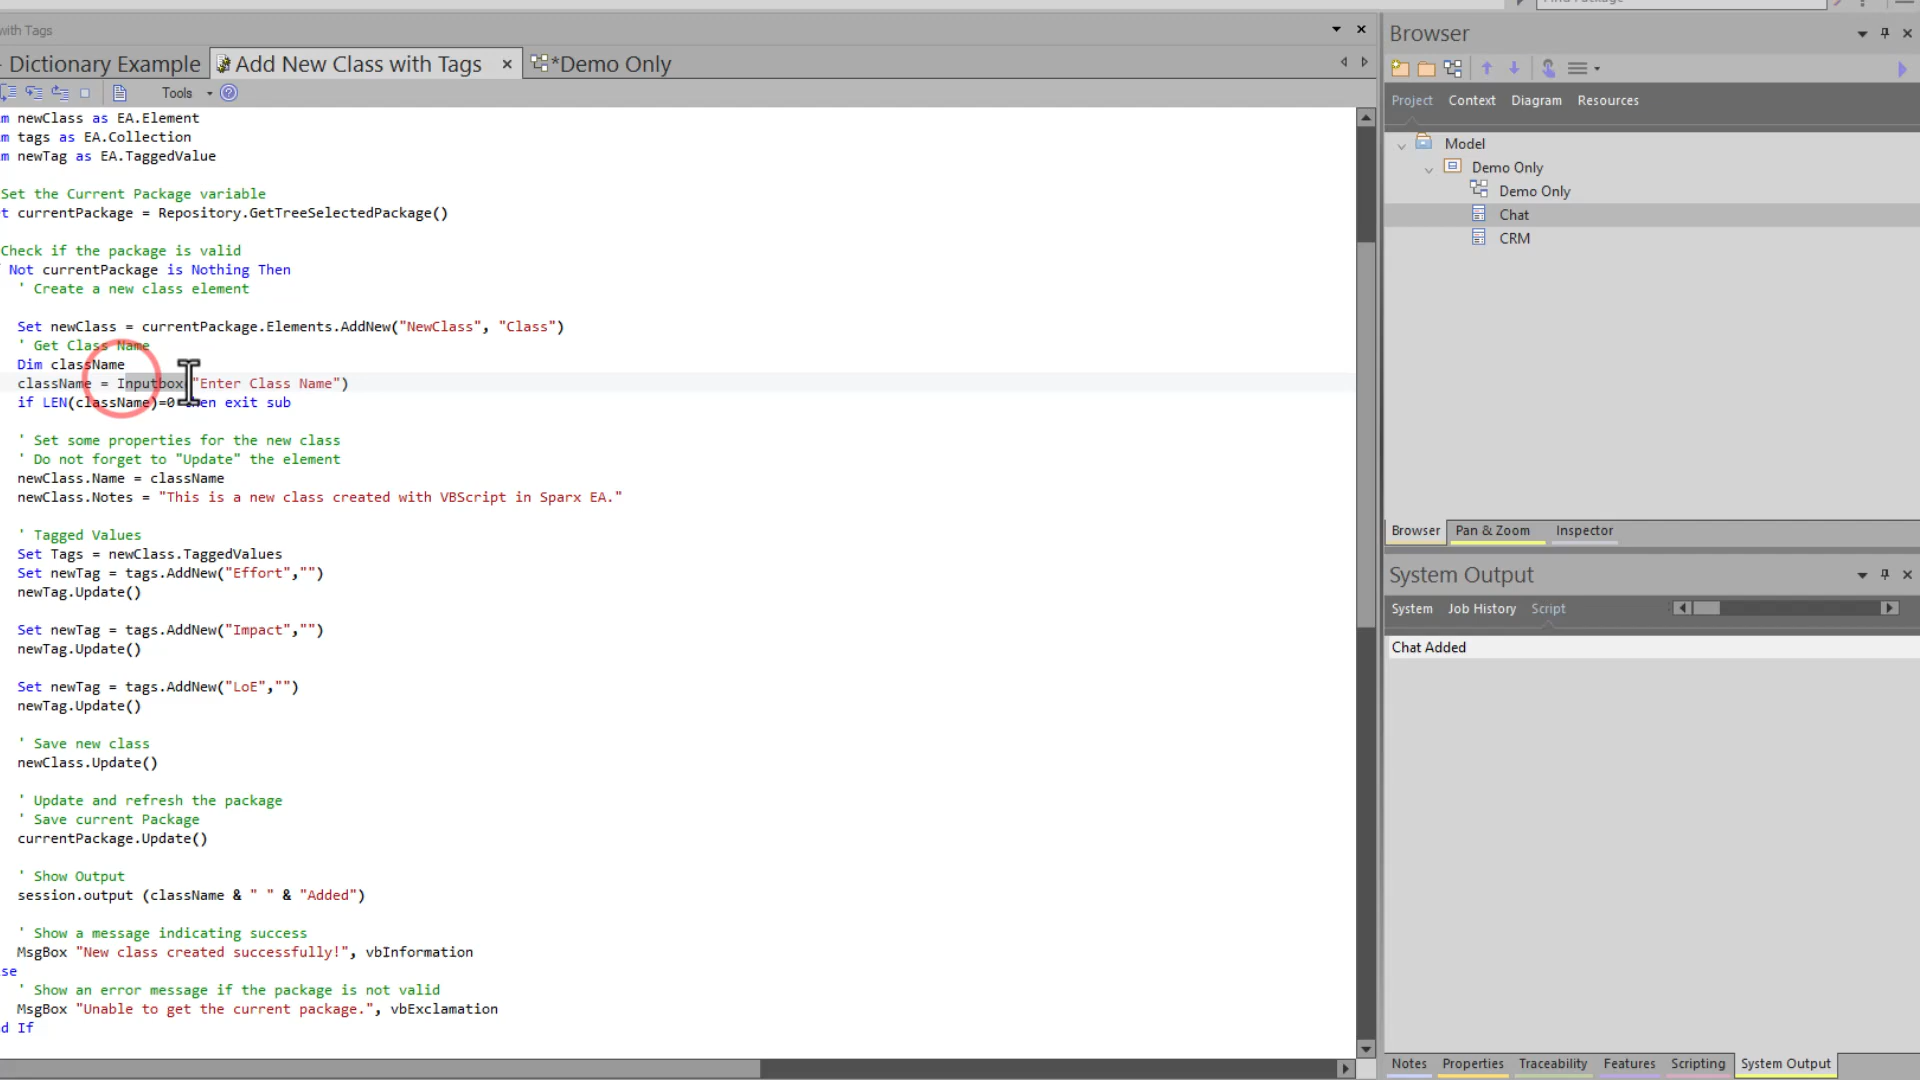 with Tags
Dictionary Example
Add New Class with Tags
*Demo Only
Tools
m newClass as EA.Element
m tags as EA.Collection
m newTag as EA.TaggedValue
Set the Current Package variable
t currentPackage = Repository.GetTreeSelectedPackage()
Check if the package is valid
Not currentPackage is Nothing Then
' Create a new class element
Set newClass = currentPackage.Elements.AddNew("NewClass", "Class")
' Get Class Name
Dim className
className = Inputbox("Enter Class Name")
if LEN(className)=0 then exit sub
' Set some properties for the new class
' Do not forget to "Update" the element
newClass.Name = className
newClass.Notes = "This is a new class created with VBScript in Sparx EA."
' Tagged Values
Set Tags = newClass.TaggedValues
Set newTag = tags.AddNew("Effort","")
newTag.Update()
Set newTag = tags.AddNew("Impact","")
newTag.Update()
Set newTag = tags.AddNew("LoE","")
newTag.Update()
' Save new class
newClass.Update()
' Update and refresh the package
' Save current Package
currentPackage.Update()
' Show Output
session.output (className & " " & "Added")
' Show a message indicating success
MsgBox "New class created successfully!", vbInformation
se
' Show an error message if the package is not valid
MsgBox "Unable to get the current package.", vbExclamation
d If
Browser
Project Context Diagram Resources
Model
Demo Only
Demo Only
Chat
CRM
Browser Pan & Zoom Inspector
System Output
System Job History Script
Chat Added
Notes Properties Traceability Features Scripting System Output